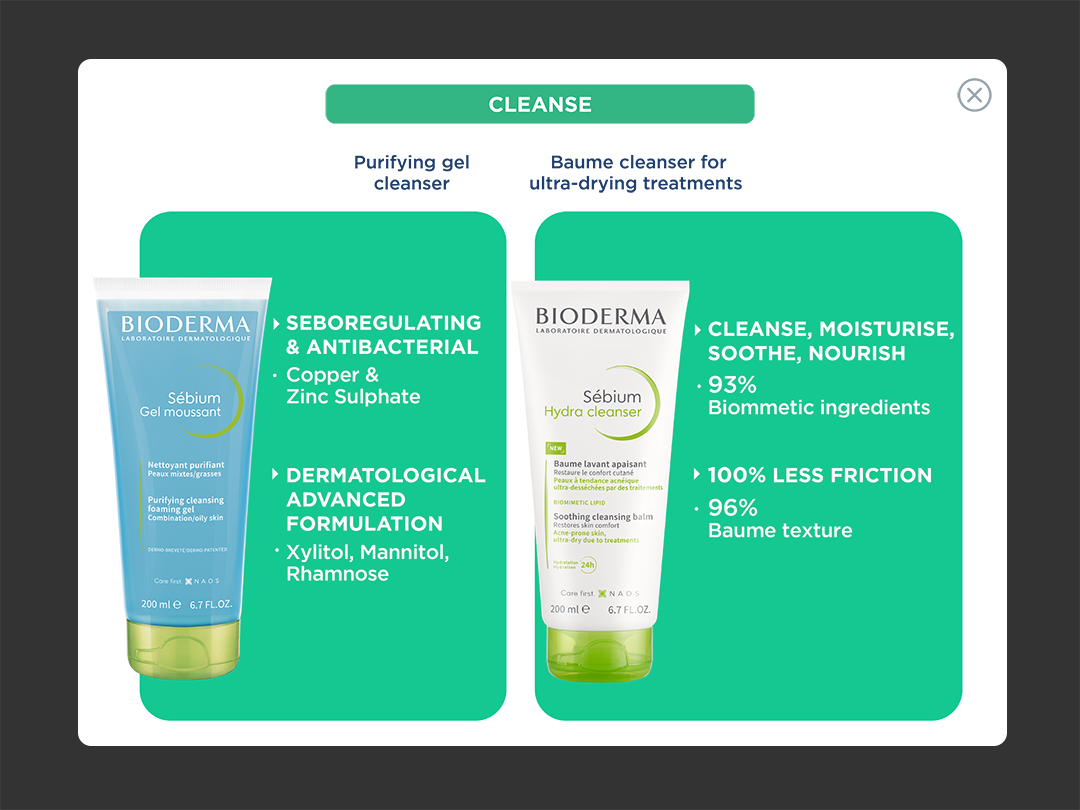 CLEANSE
Purifying gel
cleanser
Baume cleanser for
ultra-drying treatments
BIODERMA
LABORATOIRE DERMATOLOGIQUE
Sébium
Gel moussant
Nettoyant purifiant
Peaux mixtes/grasses
Purifying cleansing
foaming gel
Combination/oily skin
DERMO-BREVETÉ/DERMO-PATENTED
Care first. NAOS
200 ml e 6.7 FL.OZ.
SEBOREGULATING
& ANTIBACTERIAL
· Copper &
Zinc Sulphate
DERMATOLOGICAL
ADVANCED
FORMULATION
· Xylitol, Mannitol,
Rhamnose
BIODERMA
LABORATOIRE DERMATOLOGIQUE
Sébium
Hydra cleanser
NEW
Baume lavant apaisant
Restaure le confort cutané
Peaux à tendance acnéique
ultra-desséchées par des traitements
BIOMIMETIC LIPID
Soothing cleansing balm
Restores skin comfort
Acne-prone skin,
ultra-dry due to treatments
Hydratation
Hydration 24h
Care first. NAOS
200 ml e 6.7 FL.OZ.
CLEANSE, MOISTURISE,
SOOTHE, NOURISH
· 93%
Biommetic ingredients
100% LESS FRICTION
· 96%
Baume texture